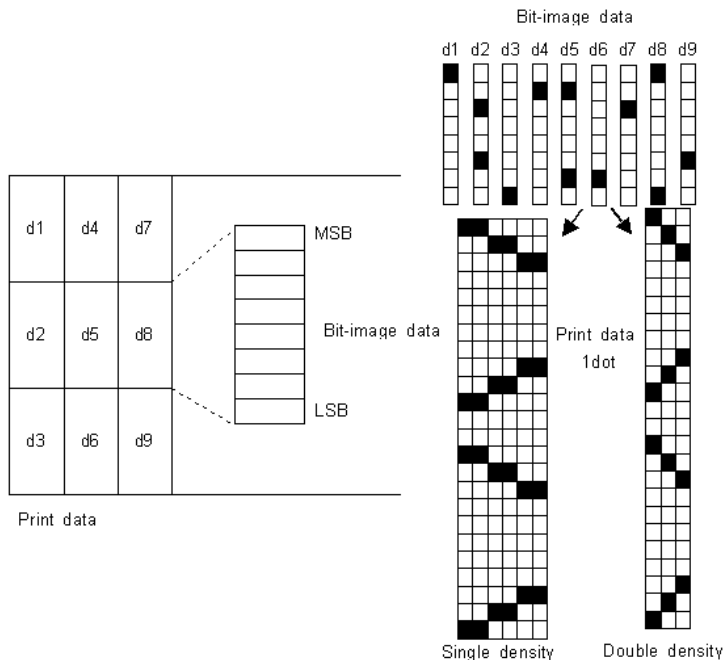 Bit-image data
d1 d2 d3 d4 d5 d6 d7 d8 d9
d1 d4 d7
MSB
d2 d5 d8
Bit-image data
Print data
1dot
LSB
d3 d6 d9
Print data
Single density
Double density